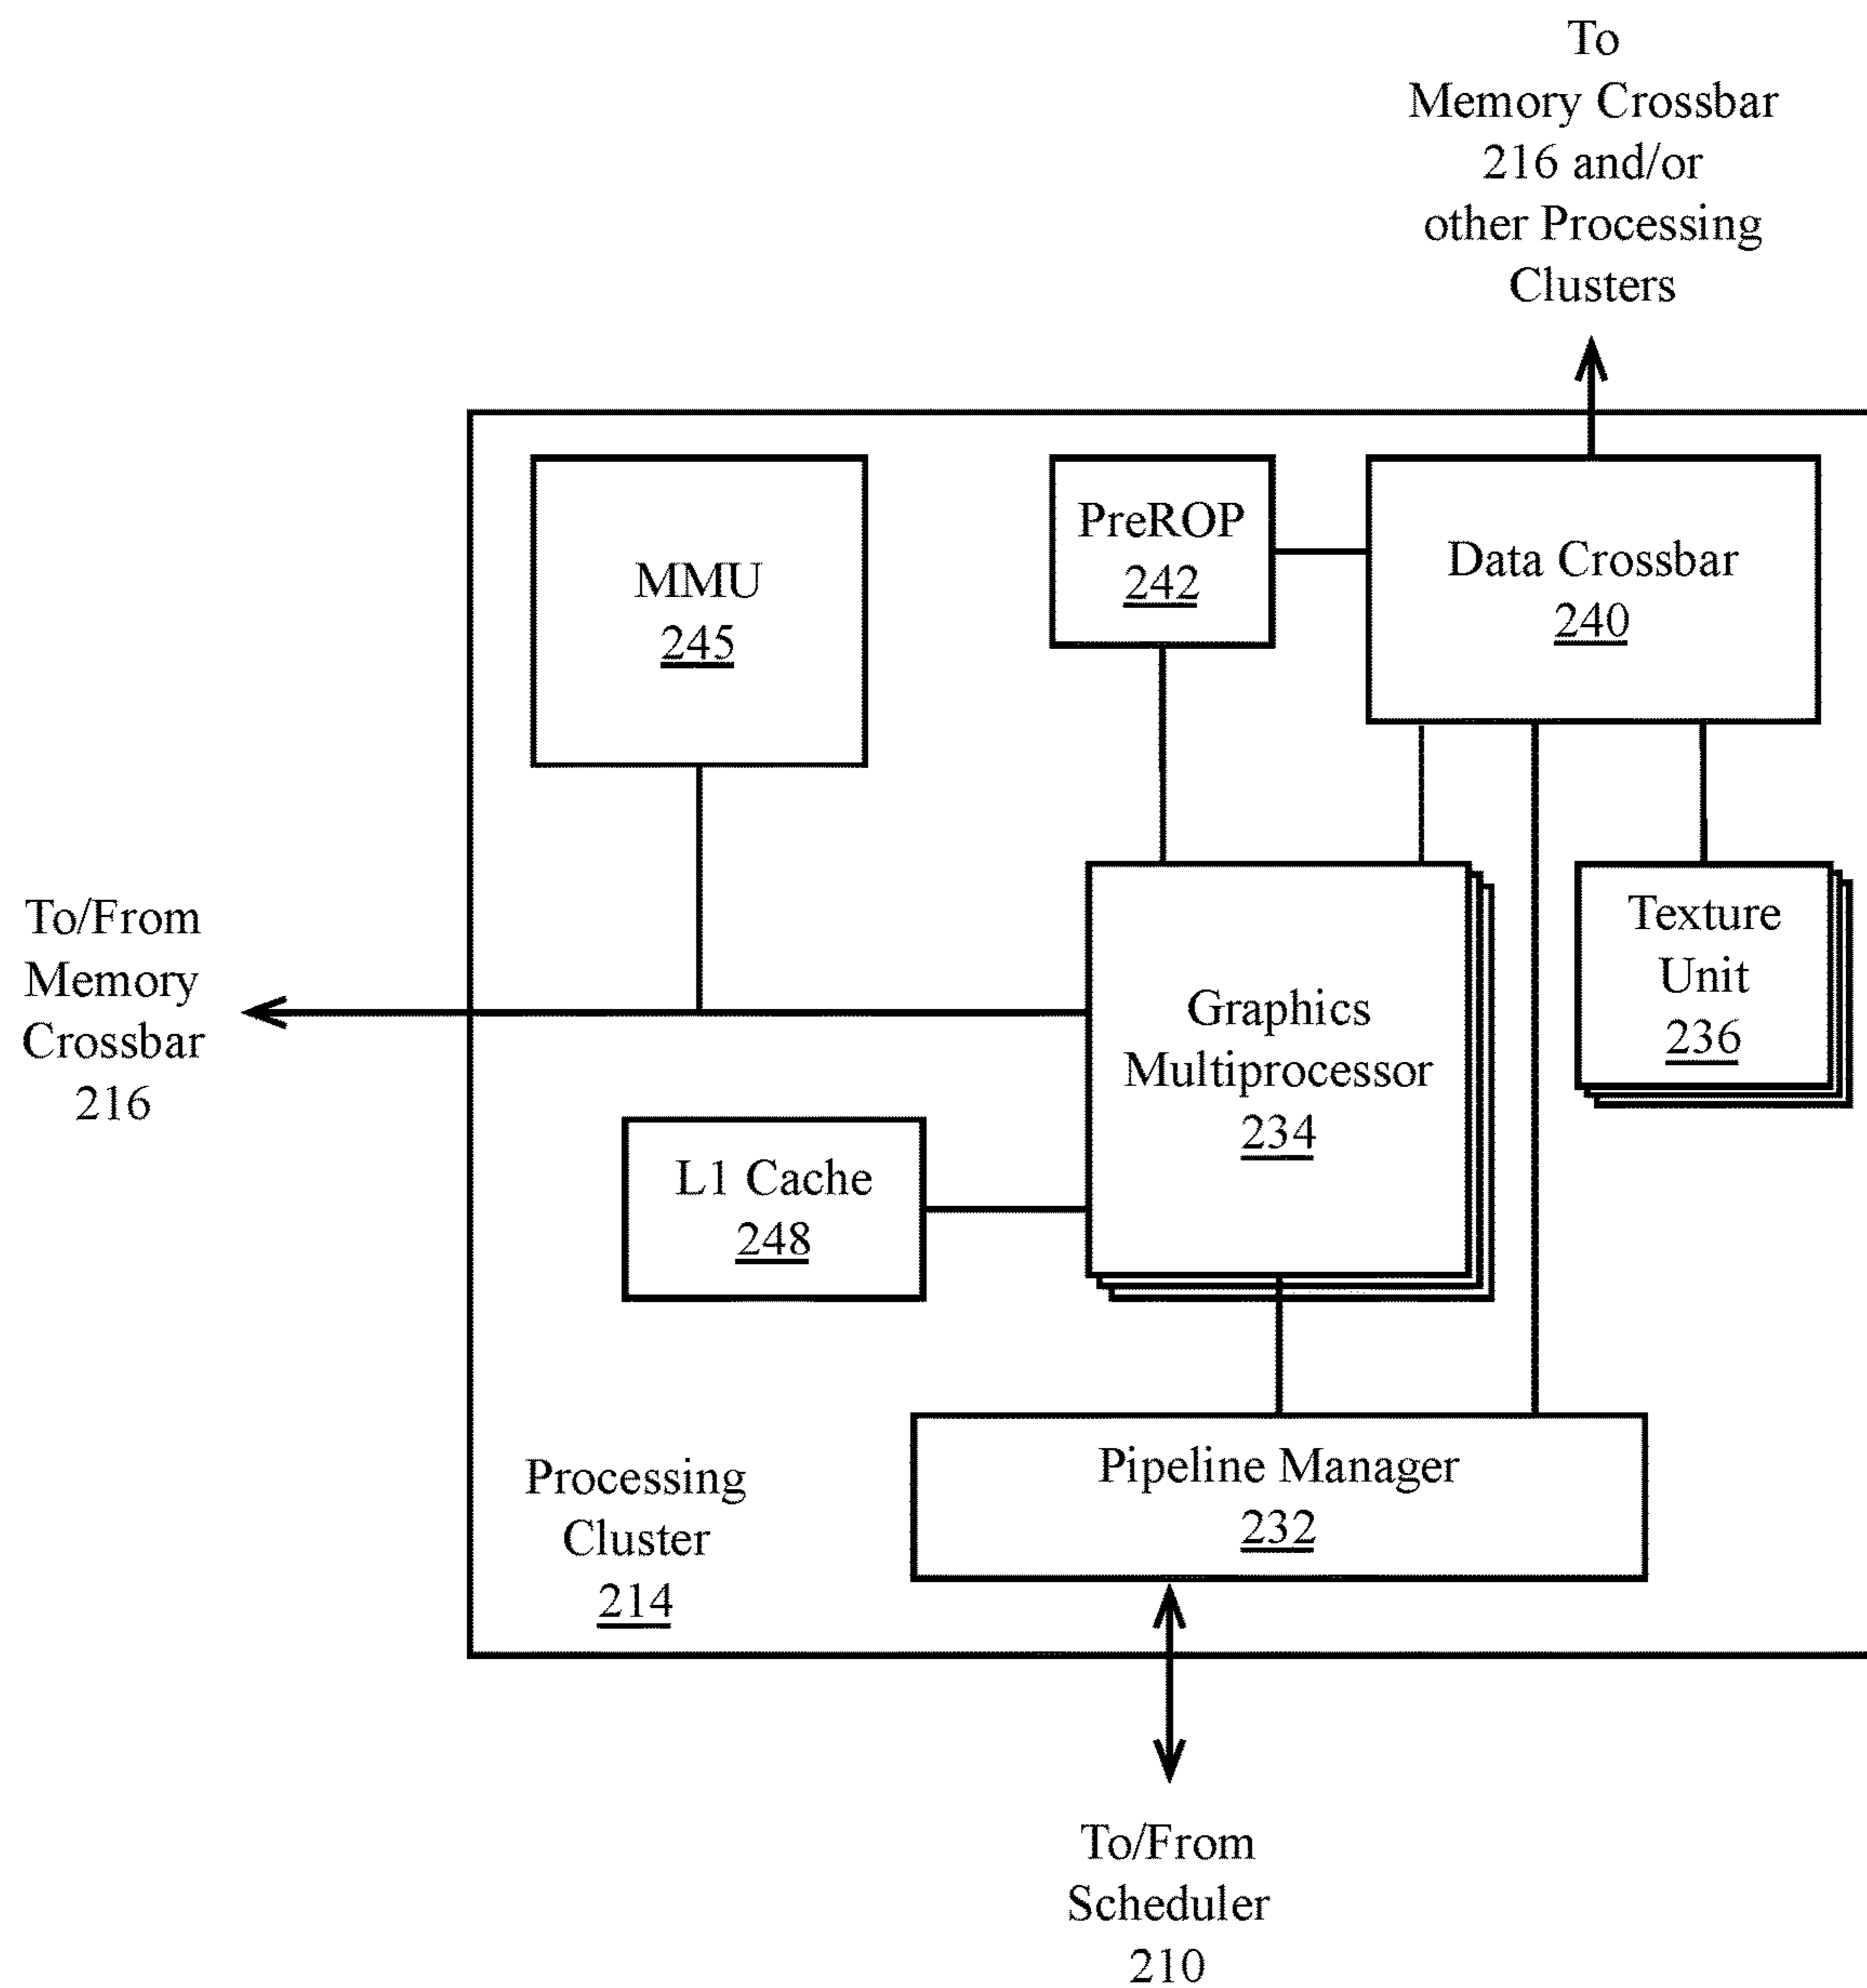 To
Memory Crossbar
216 and/or
other Processing
Clusters
MMU
245
PreROP
242
Data Crossbar
240
To/From
Memory
Crossbar
216
Graphics
Multiprocessor
234
Texture
Unit
236
L1 Cache
248
Processing
Cluster
214
Pipeline Manager
232
To/From
Scheduler
210